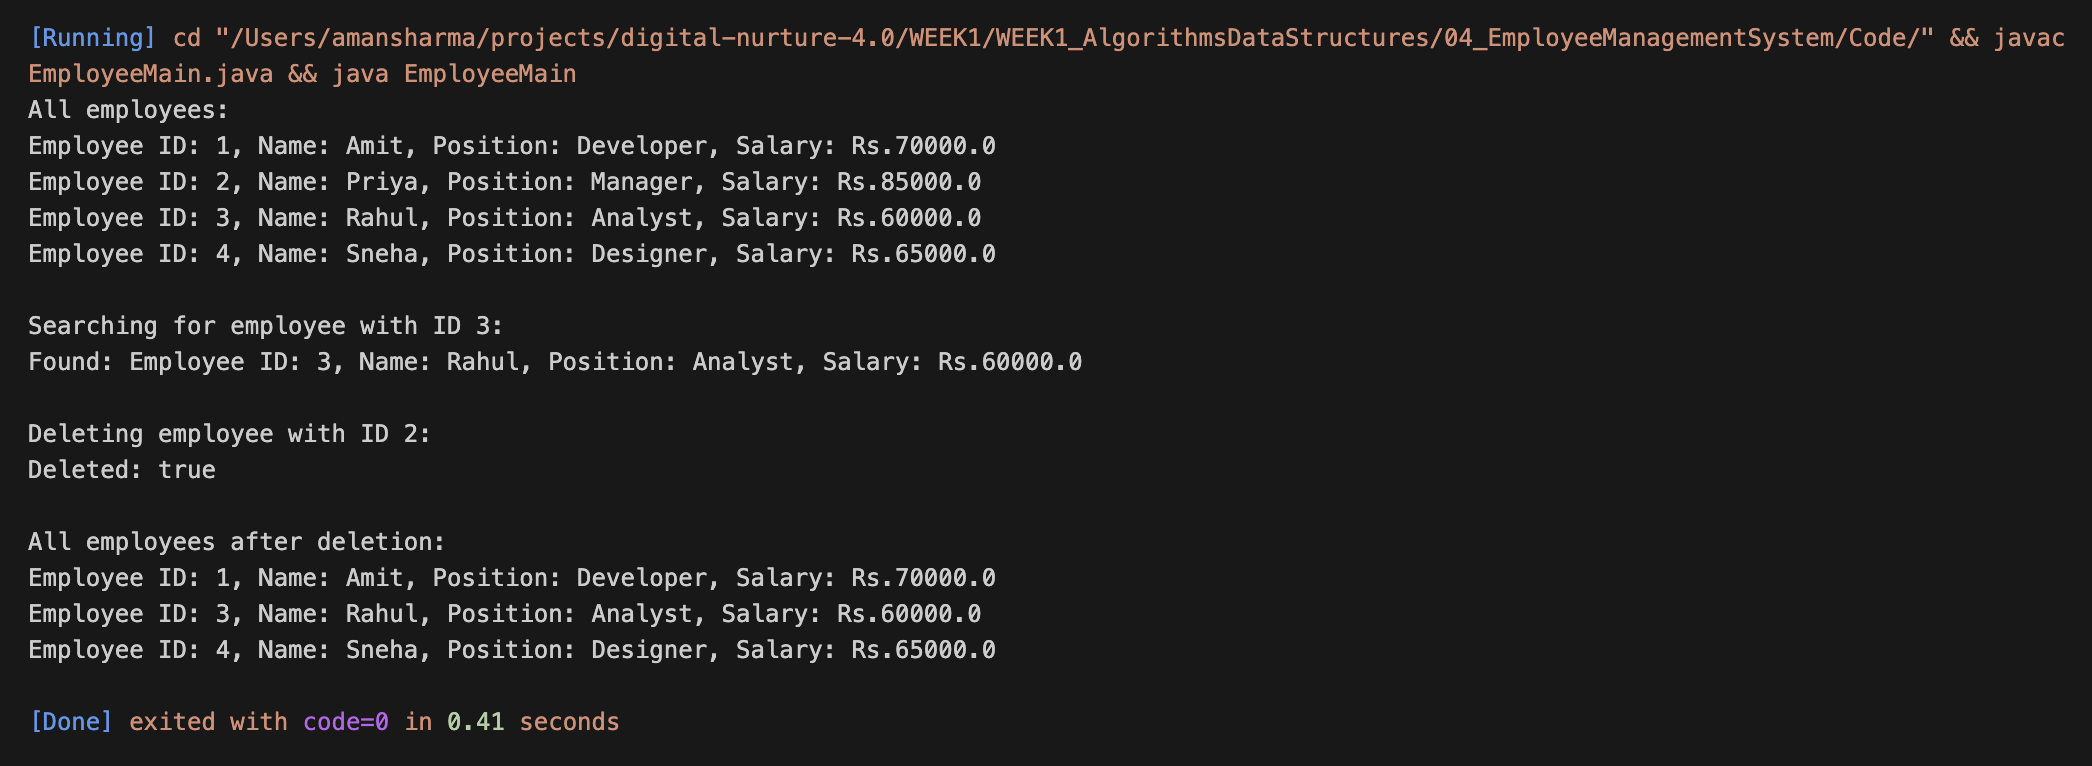 [Running] cd "/Users/amansharma/projects/digital-nurture-4.0/WEEK1/WEEK1_AlgorithmsDataStructures/04_EmployeeManagementSystem/Code/" && javac
EmployeeMain.java && java EmployeeMain
All employees:
Employee ID: 1, Name: Amit, Position: Developer, Salary: Rs.70000.0
Employee ID: 2, Name: Priya, Position: Manager, Salary: Rs.85000.0
Employee ID: 3, Name: Rahul, Position: Analyst, Salary: Rs.60000.0
Employee ID: 4, Name: Sneha, Position: Designer, Salary: Rs.65000.0

Searching for employee with ID 3:
Found: Employee ID: 3, Name: Rahul, Position: Analyst, Salary: Rs.60000.0

Deleting employee with ID 2:
Deleted: true

All employees after deletion:
Employee ID: 1, Name: Amit, Position: Developer, Salary: Rs.70000.0
Employee ID: 3, Name: Rahul, Position: Analyst, Salary: Rs.60000.0
Employee ID: 4, Name: Sneha, Position: Designer, Salary: Rs.65000.0

[Done] exited with code=0 in 0.41 seconds